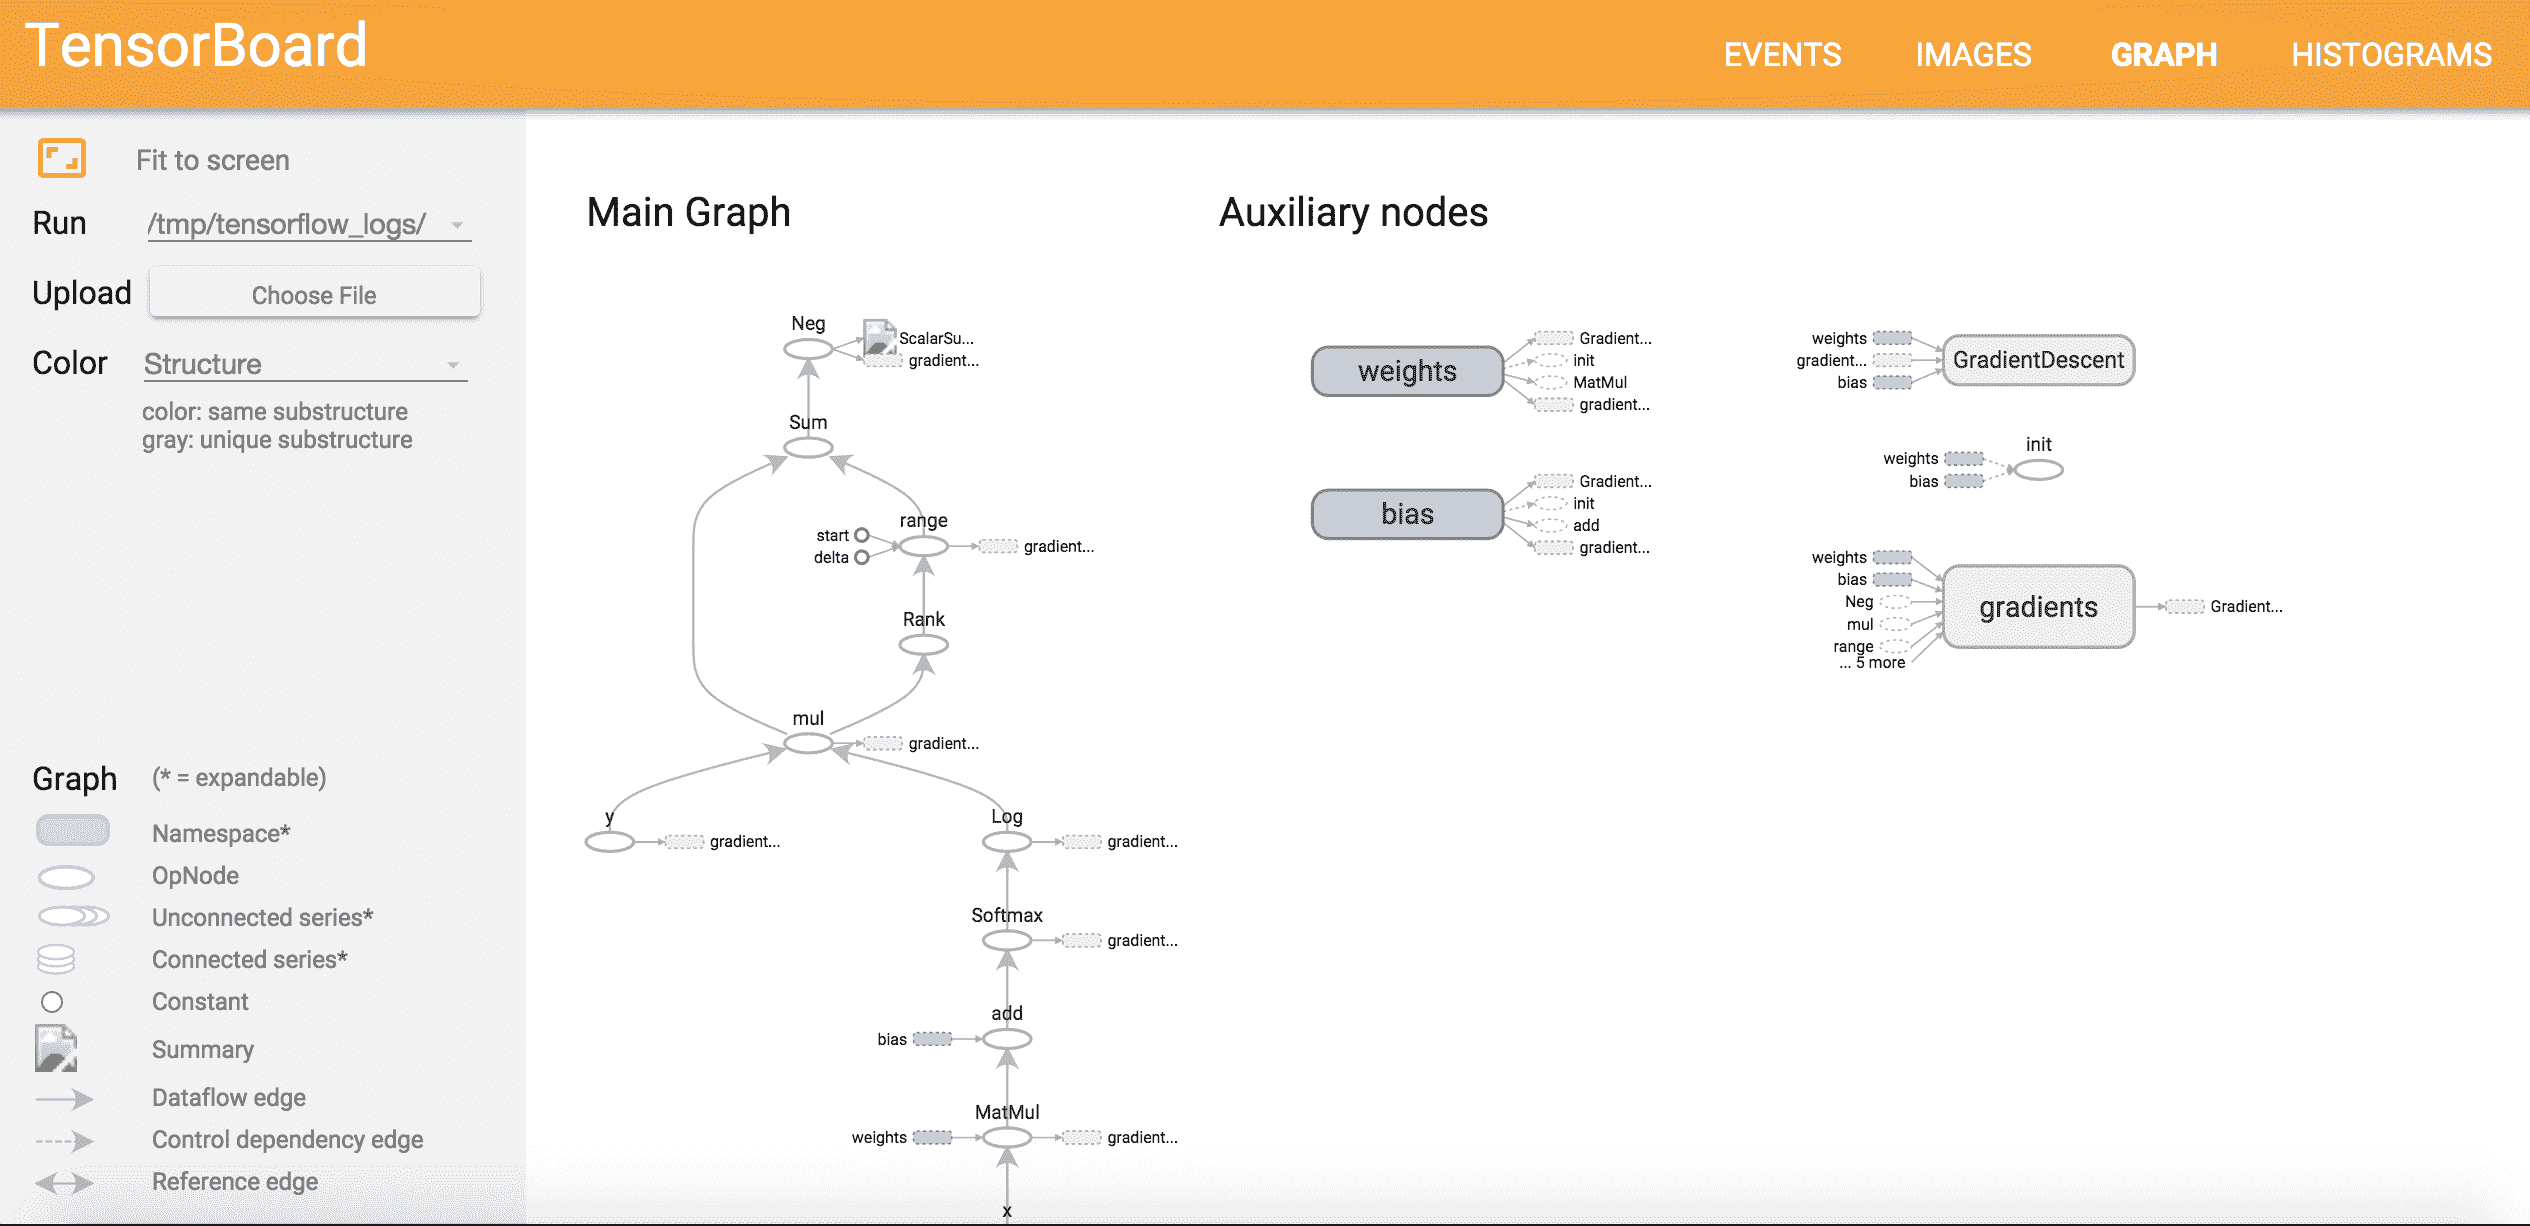 TensorBoard
EVENTS
IMAGES
GRAPH
HISTOGRAMS
Fit to screen
Run
/tmp/tensorflow_logs/
Upload
Choose File
Color
Structure
color: same substructure
gray: unique substructure
Graph
(* = expandable)
Namespace*
OpNode
Unconnected series*
Connected series*
Constant
Summary
Dataflow edge
Control dependency edge
Reference edge
Main Graph
Neg
ScalarSu...
gradient...
Sum
range
start
delta
gradient...
Rank
mul
gradient...
y
gradient...
Log
gradient...
Softmax
gradient...
add
bias
MatMul
weights
gradient...
x
Auxiliary nodes
weights
Gradient...
init
MatMul
gradient...
bias
Gradient...
init
add
gradient...
weights
gradient...
bias
GradientDescent
init
weights
bias
weights
bias
Neg
mul
range
... 5 more
gradients
Gradient...